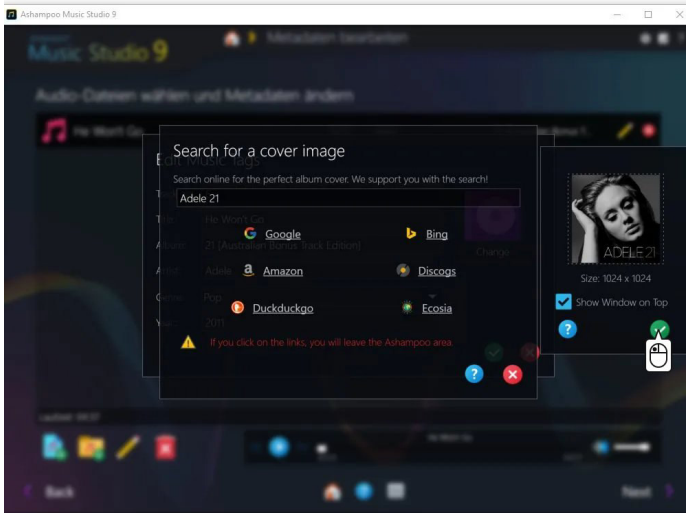 Ashampoo Music Studio 9
Metadaten bearbeiten
Music Studio 9
Audio-Dateien wählen und Metadaten ändern
He Won't Go
Search for a cover image
Edit Music Tags
Search online for the perfect album cover. We support you with the search!
Adele 21
He Won't Go
Google
Bing
21 [Australian Bonus Track Edition]
Change
Adele
Amazon
Discogs
Pop
Duckduckgo
Ecosia
2011
If you click on the links, you will leave the Ashampoo area.
ADELE 21
Size: 1024 x 1024
Show Window on Top
He Won't Go
Back
Next